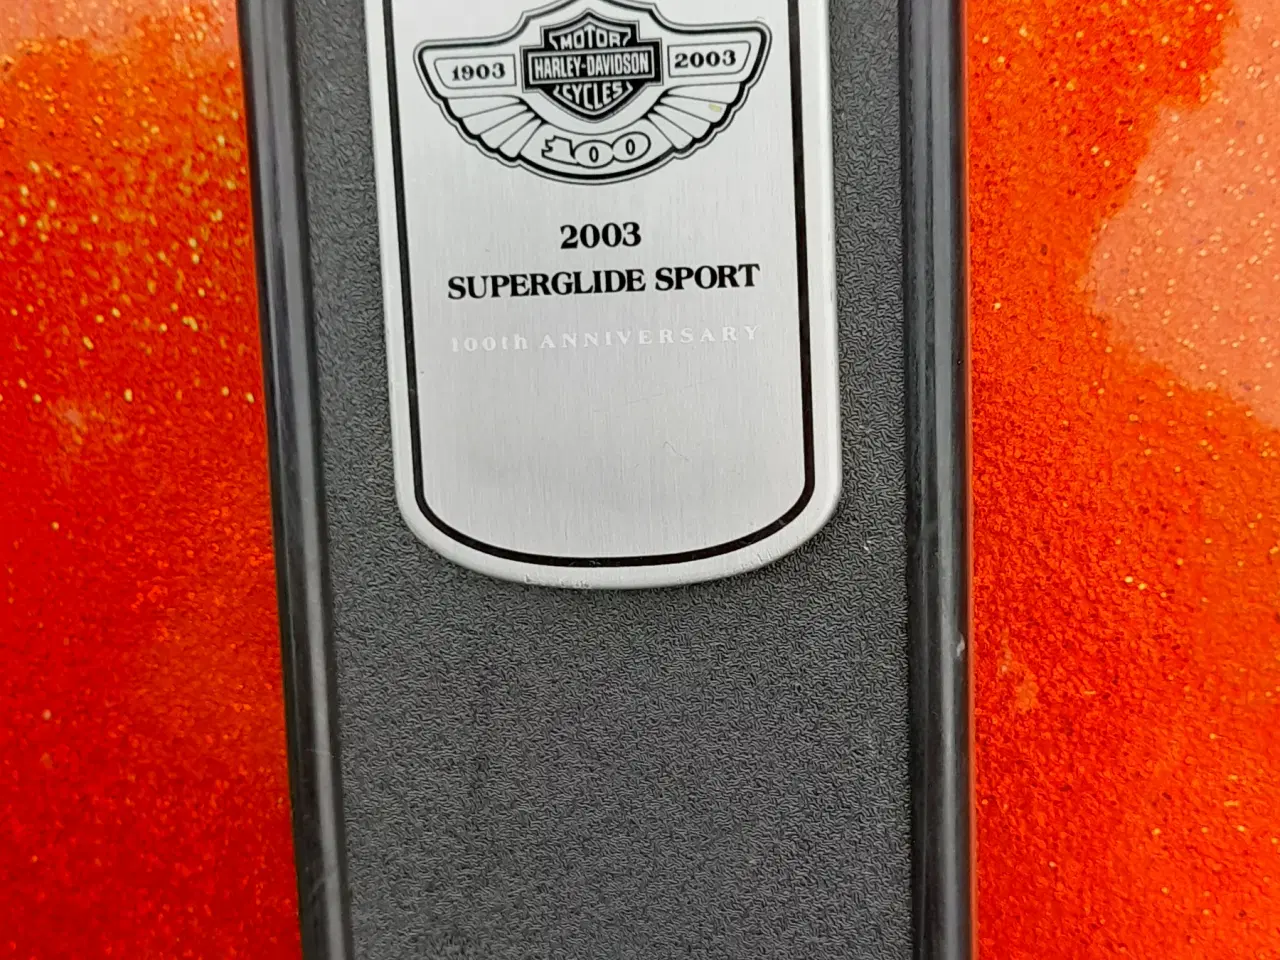 MOTOR
1903 HARLEY-DAVIDSON 2003
CYCLES
100
2003
SUPERGLIDE SPORT
100th ANNIVERSARY